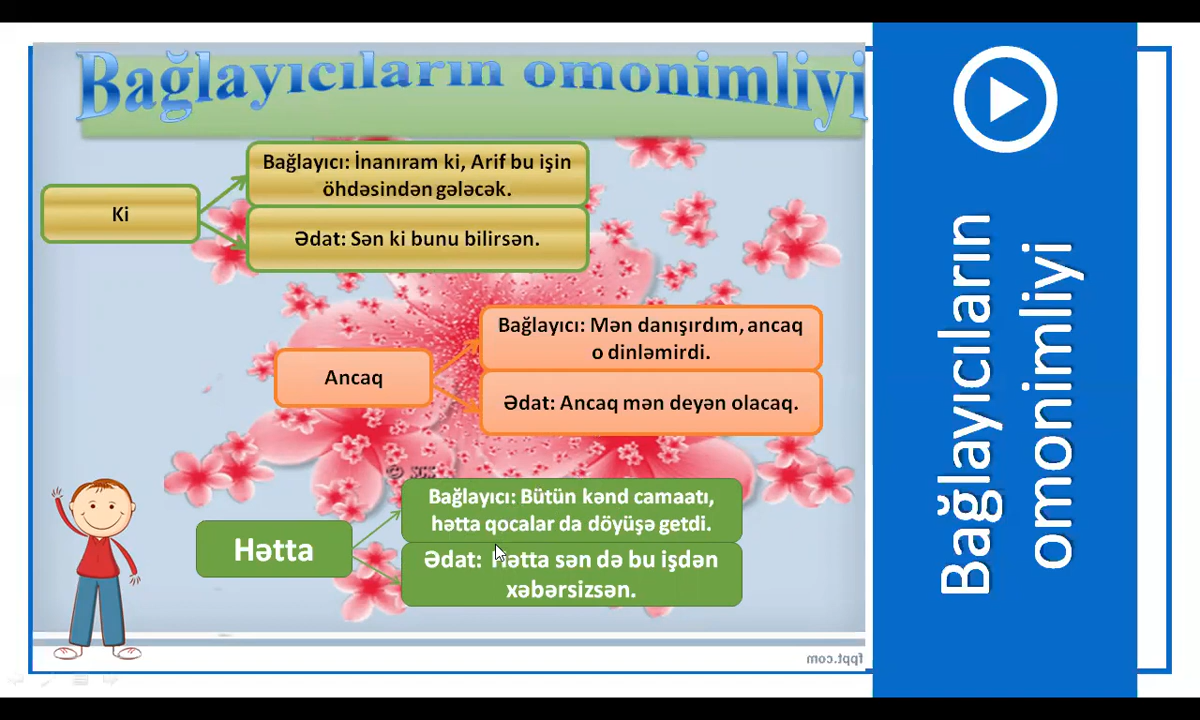 Bağlayıcıların omonimliyi
Ki
Bağlayıcı: İnanıram ki, Arif bu işin
öhdəsindən gələcək.
Ədat: Sən ki bunu bilirsən.
Ancaq
Bağlayıcı: Mən danışırdım, ancaq
o dinləmirdi.
Ədat: Ancaq mən deyən olacaq.
Hətta
Bağlayıcı: Bütün kənd camaatı,
hətta qocalar da döyüşə getdi.
Ədat: Hətta sən də bu işdən
xəbərsizsən.
fppt.com
Bağlayıcıların
omonimliyi